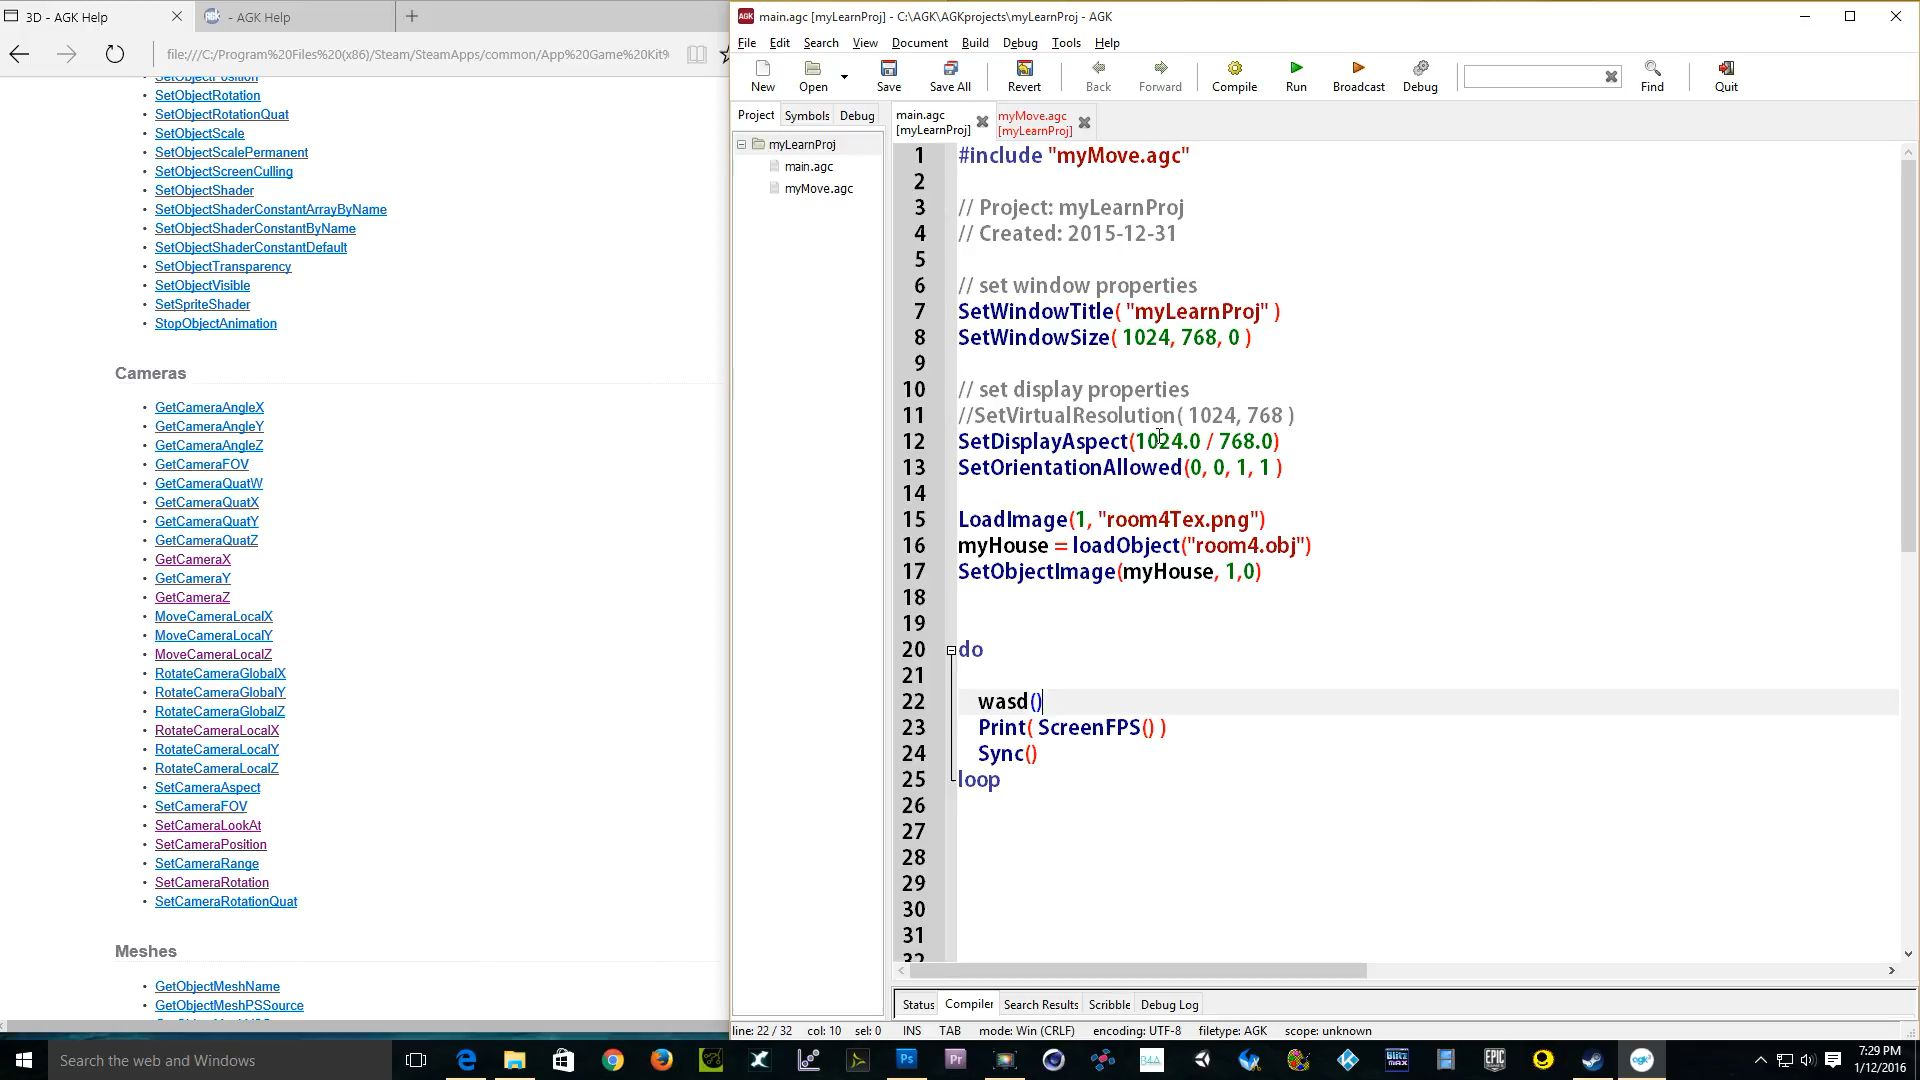 3D - AGK Help
- AGK Help
file:///C:/Program%20Files%20(x86)/Steam/SteamApps/common/App%20Game%20Kit%
SetObjectPosition
SetObjectRotation
SetObjectRotationQuat
SetObjectScale
SetObjectScalePermanent
SetObjectScreenCulling
SetObjectShader
SetObjectShaderConstantArrayByName
SetObjectShaderConstantByName
SetObjectShaderConstantDefault
SetObjectTransparency
SetObjectVisible
SetSpriteShader
StopObjectAnimation
Cameras
GetCameraAngleX
GetCameraAngleY
GetCameraAngleZ
GetCameraFOV
GetCameraQuatW
GetCameraQuatX
GetCameraQuatY
GetCameraQuatZ
GetCameraX
GetCameraY
GetCameraZ
MoveCameraLocalX
MoveCameraLocalY
MoveCameraLocalZ
RotateCameraGlobalX
RotateCameraGlobalY
RotateCameraGlobalZ
RotateCameraLocalX
RotateCameraLocalY
RotateCameraLocalZ
SetCameraAspect
SetCameraFOV
SetCameraLookAt
SetCameraPosition
SetCameraRange
SetCameraRotation
SetCameraRotationQuat
Meshes
GetObjectMeshName
GetObjectMeshPSSource
AGK main.agc [myLearnProj] - C:\AGK\AGKprojects\myLearnProj - AGK
File Edit Search View Document Build Debug Tools Help
New Open Save Save All Revert Back Forward Compile Run Broadcast Debug Find Quit
Project Symbols Debug
myLearnProj
main.agc
myMove.agc
main.agc
[myLearnProj]
myMove.agc
[myLearnProj]
1 #include "myMove.agc"
2
3 // Project: myLearnProj
4 // Created: 2015-12-31
5
6 // set window properties
7 SetWindowTitle( "myLearnProj" )
8 SetWindowSize( 1024, 768, 0 )
9
10 // set display properties
11 //SetVirtualResolution( 1024, 768 )
12 SetDisplayAspect(1024.0 / 768.0)
13 SetOrientationAllowed(0, 0, 1, 1 )
14
15 LoadImage(1, "room4Tex.png")
16 myHouse = loadObject("room4.obj")
17 SetObjectImage(myHouse, 1,0)
18
19
20 do
21
22 wasd()
23 Print( ScreenFPS() )
24 Sync()
25 loop
26
27
28
29
30
31
32
Status Compiler Search Results Scribble Debug Log
line: 22 / 32 col: 10 sel: 0 INS TAB mode: Win (CRLF) encoding: UTF-8 filetype: AGK scope: unknown
Search the web and Windows
Ps
Pr
B4A
BlitzMax
EPIC GAMES
agk
7:29 PM
1/12/2016